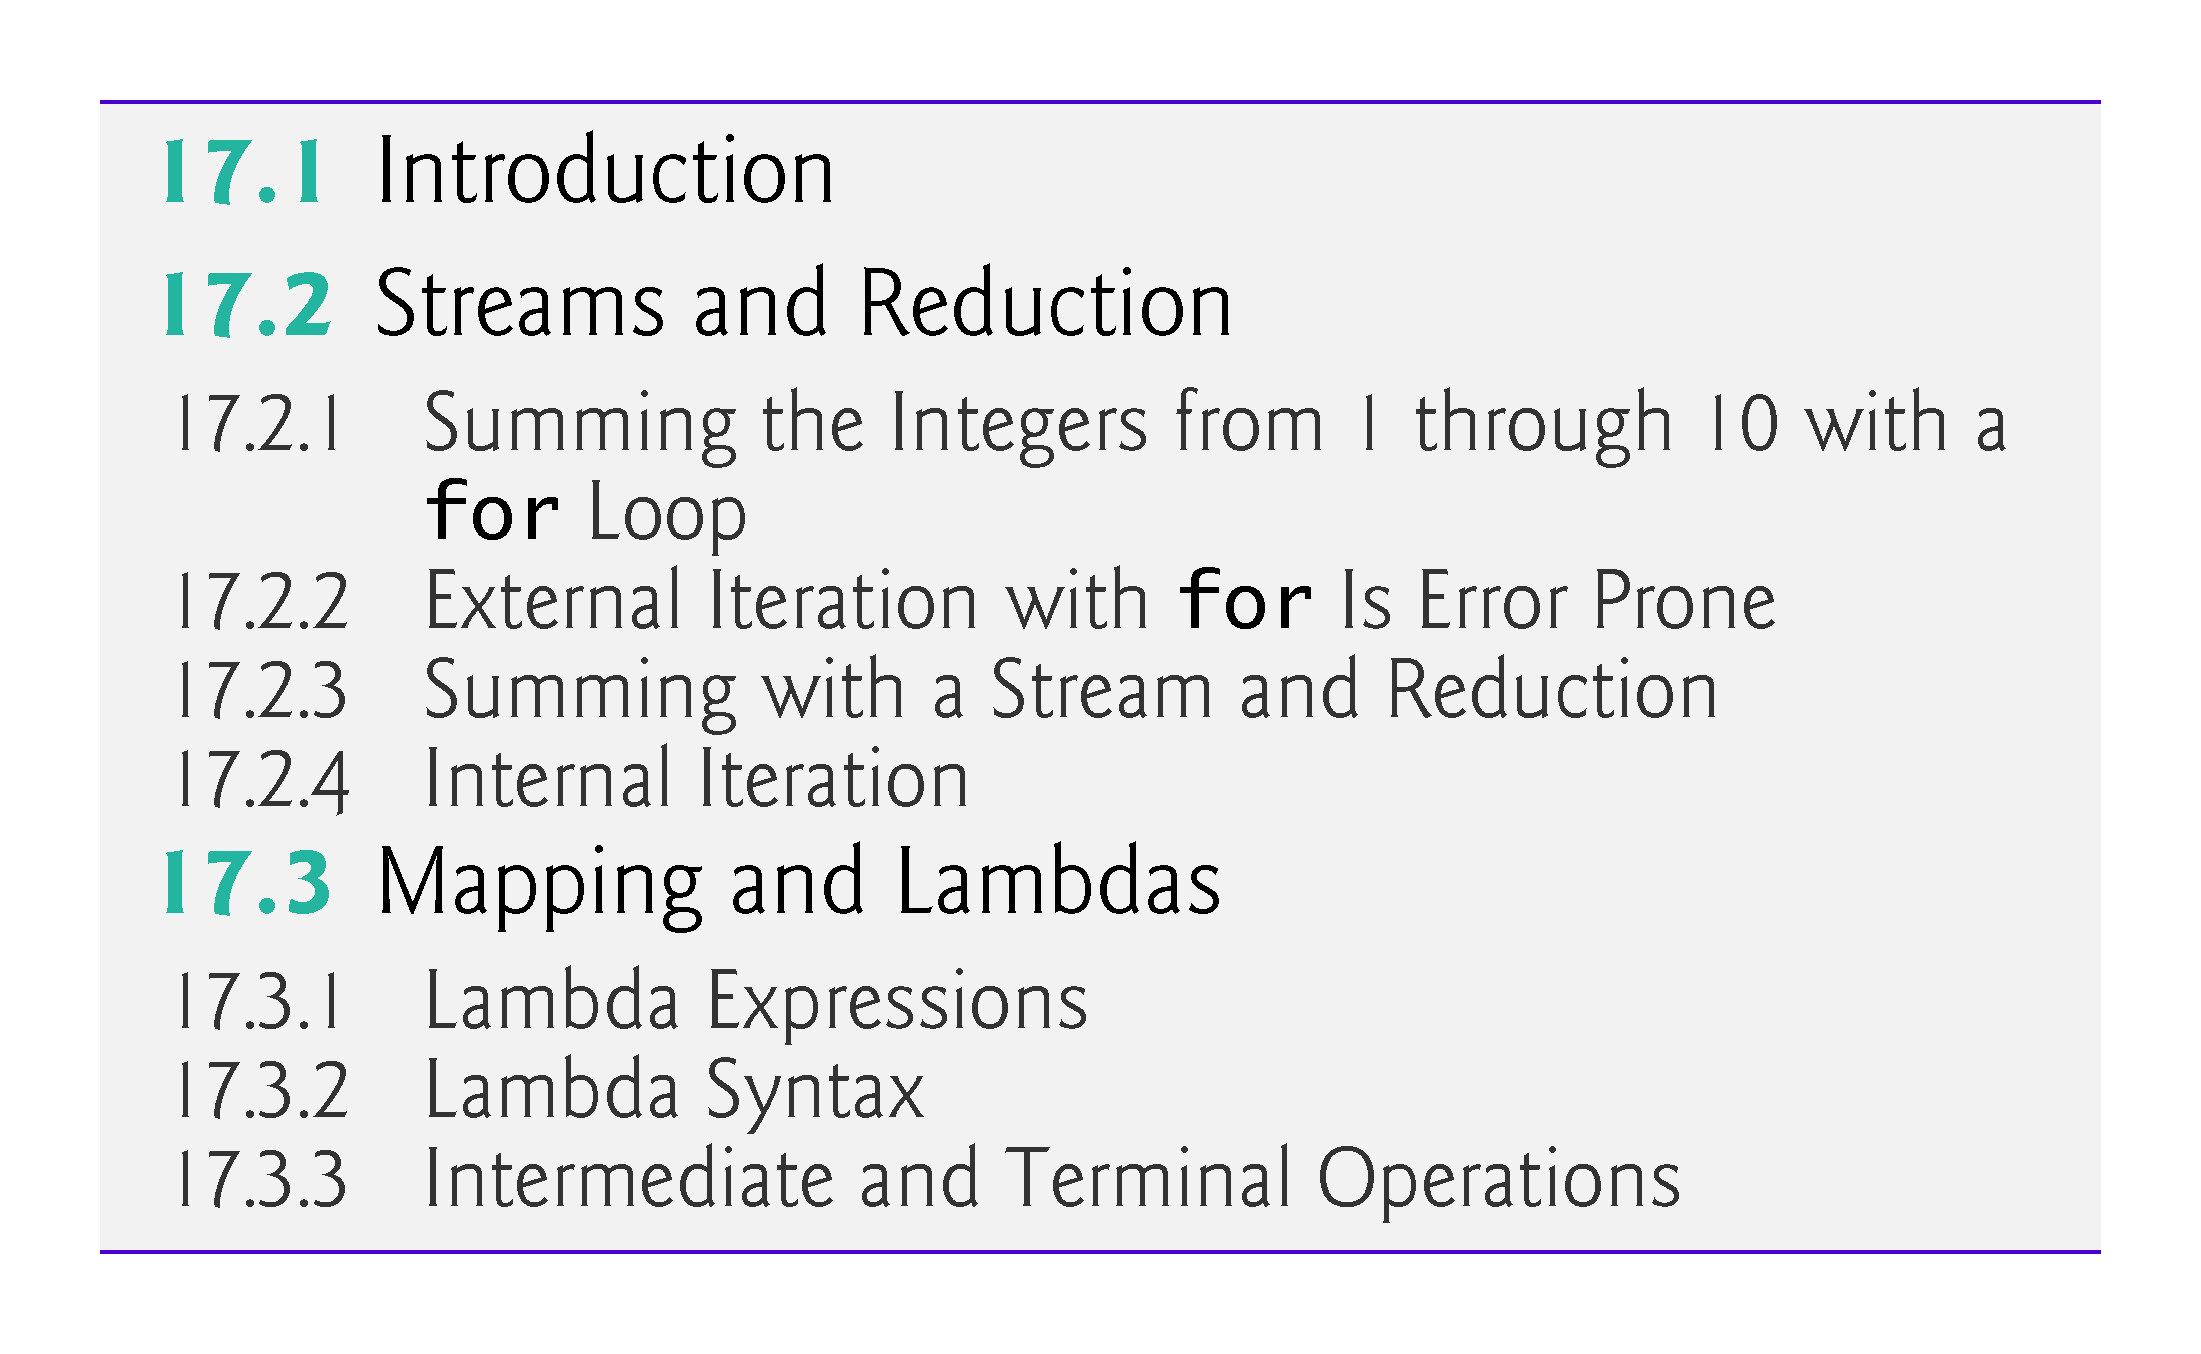 17.1 Introduction
17.2 Streams and Reduction
17.2.1 Summing the Integers from 1 through 10 with a
for Loop
17.2.2 External Iteration with for Is Error Prone
17.2.3 Summing with a Stream and Reduction
17.2.4 Internal Iteration
17.3 Mapping and Lambdas
17.3.1 Lambda Expressions
17.3.2 Lambda Syntax
17.3.3 Intermediate and Terminal Operations